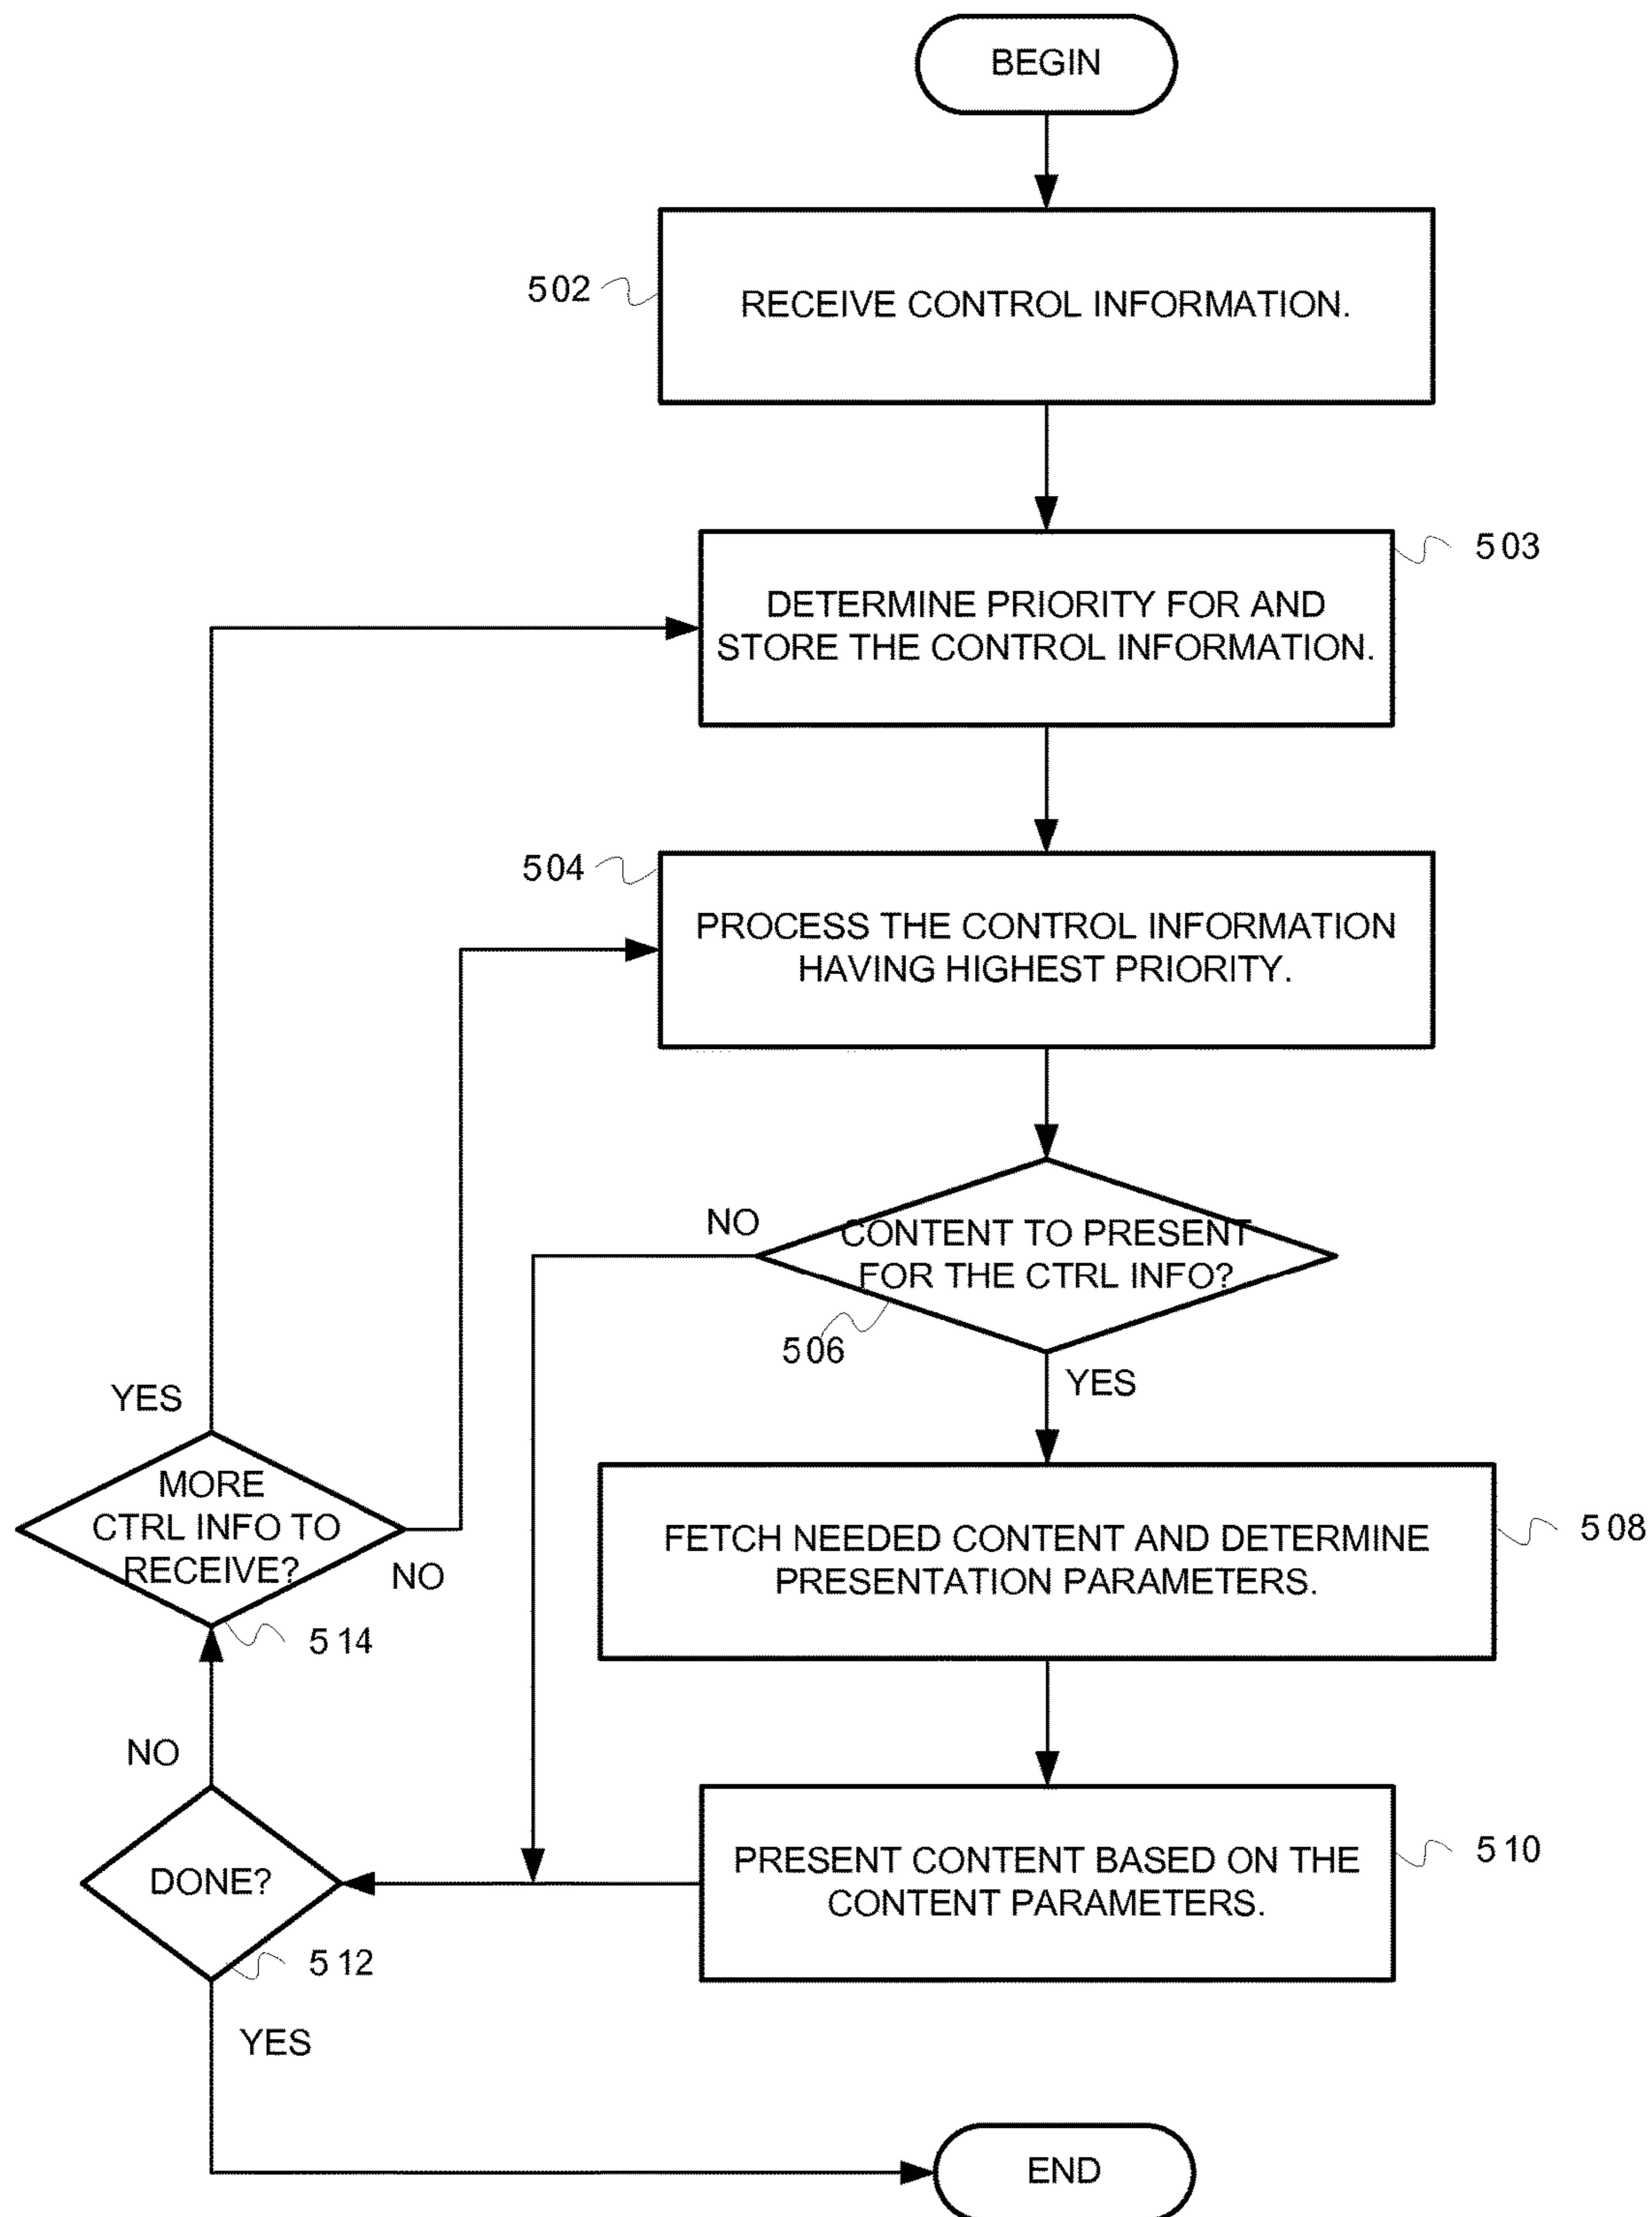 BEGIN
502
RECEIVE CONTROL INFORMATION.
503
DETERMINE PRIORITY FOR AND
STORE THE CONTROL INFORMATION.
504
PROCESS THE CONTROL INFORMATION
HAVING HIGHEST PRIORITY.
NO
CONTENT TO PRESENT
FOR THE CTRL INFO?
506
YES
YES
MORE
CTRL INFO TO
RECEIVE?
NO
514
FETCH NEEDED CONTENT AND DETERMINE
PRESENTATION PARAMETERS.
508
NO
DONE?
512
YES
PRESENT CONTENT BASED ON THE
CONTENT PARAMETERS.
510
END